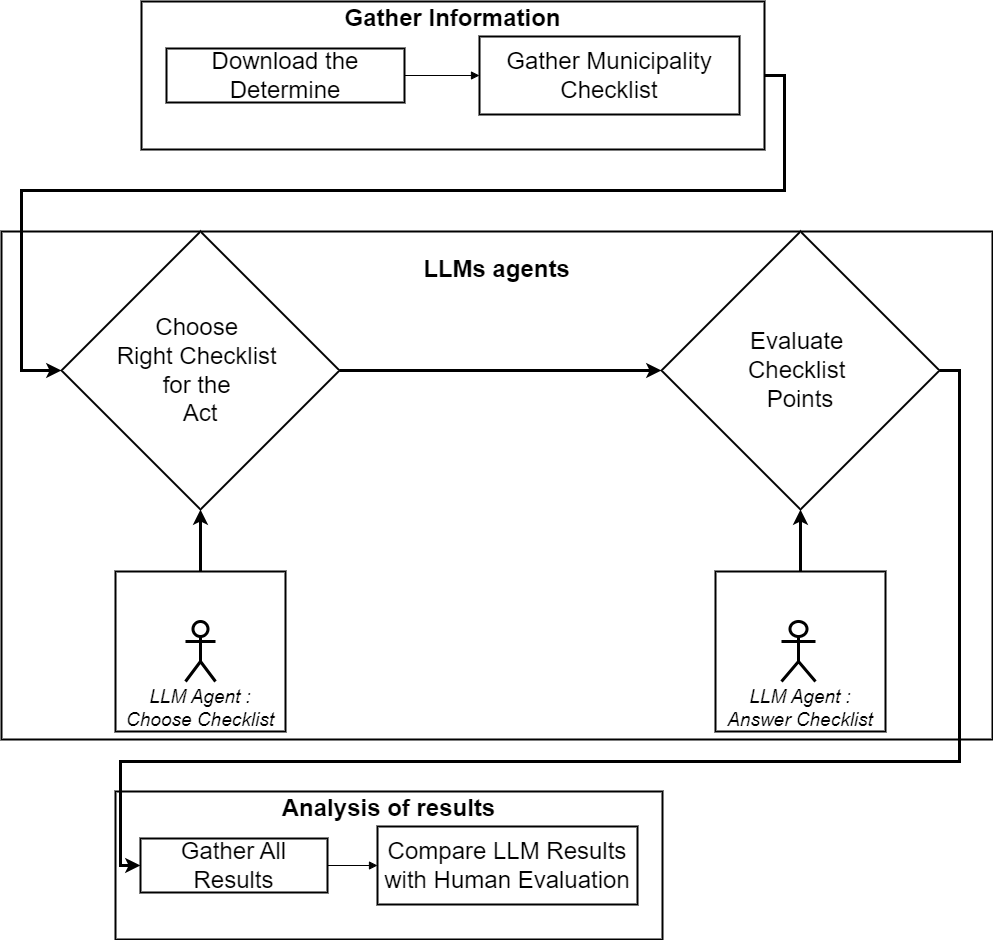 Gather Information
Download the
Determine
Gather Municipality
Checklist
LLMs agents
Choose
Right Checklist
for the
Act
Evaluate
Checklist
Points
LLM Agent :
Choose Checklist
LLM Agent :
Answer Checklist
Analysis of results
Gather All
Results
Compare LLM Results
with Human Evaluation